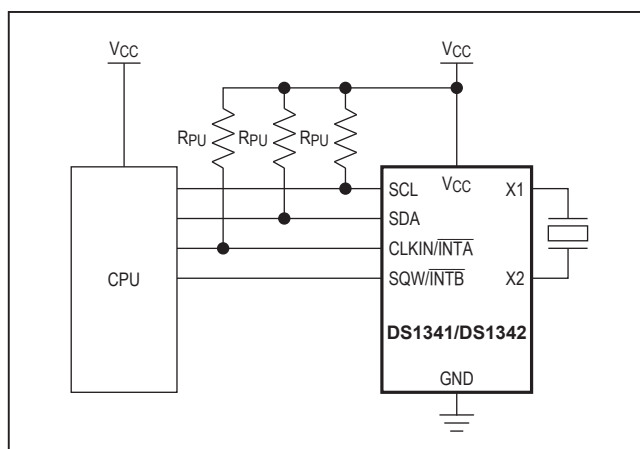 VCC VCC
RPU RPU RPU
SCL VCC X1
SDA
CLKIN/INTA
CPU SQW/INTB X2
DS1341/DS1342
GND